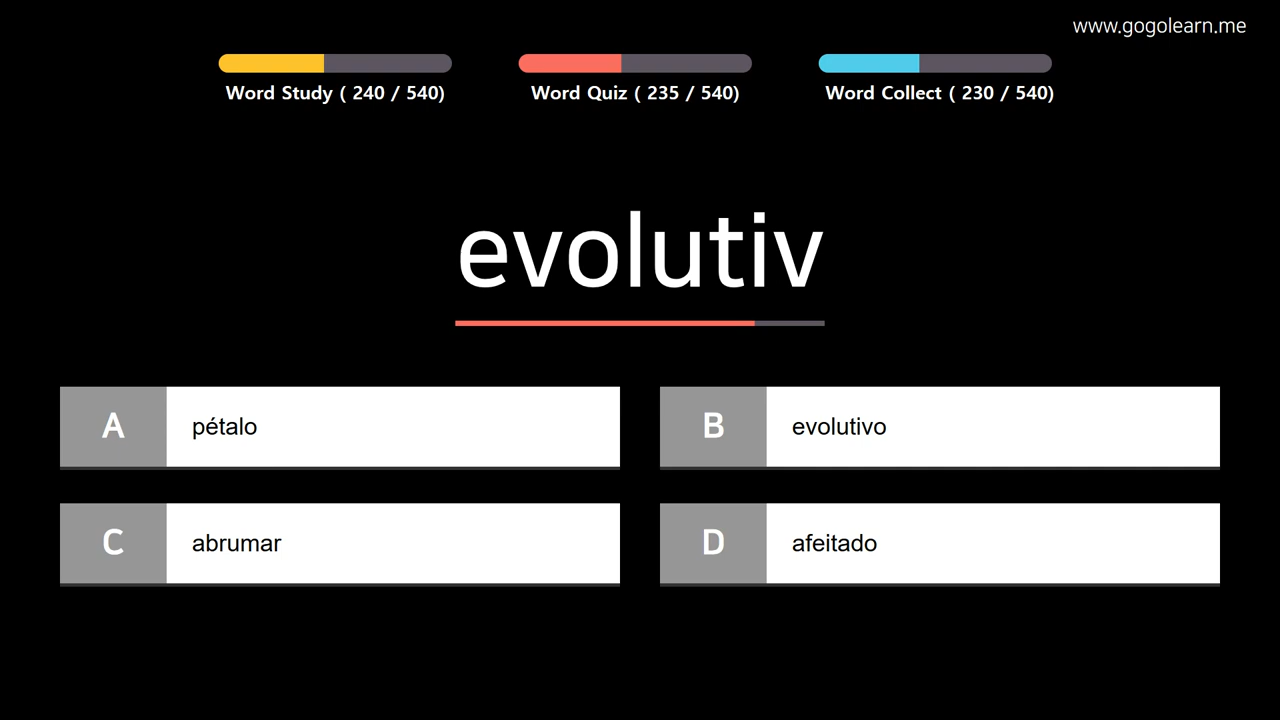 www.gogolearn.me
Word Study ( 240 / 540)
Word Quiz ( 235 / 540)
Word Collect ( 230 / 540)
evolutiv
A pétalo
B evolutivo
C abrumar
D afeitado